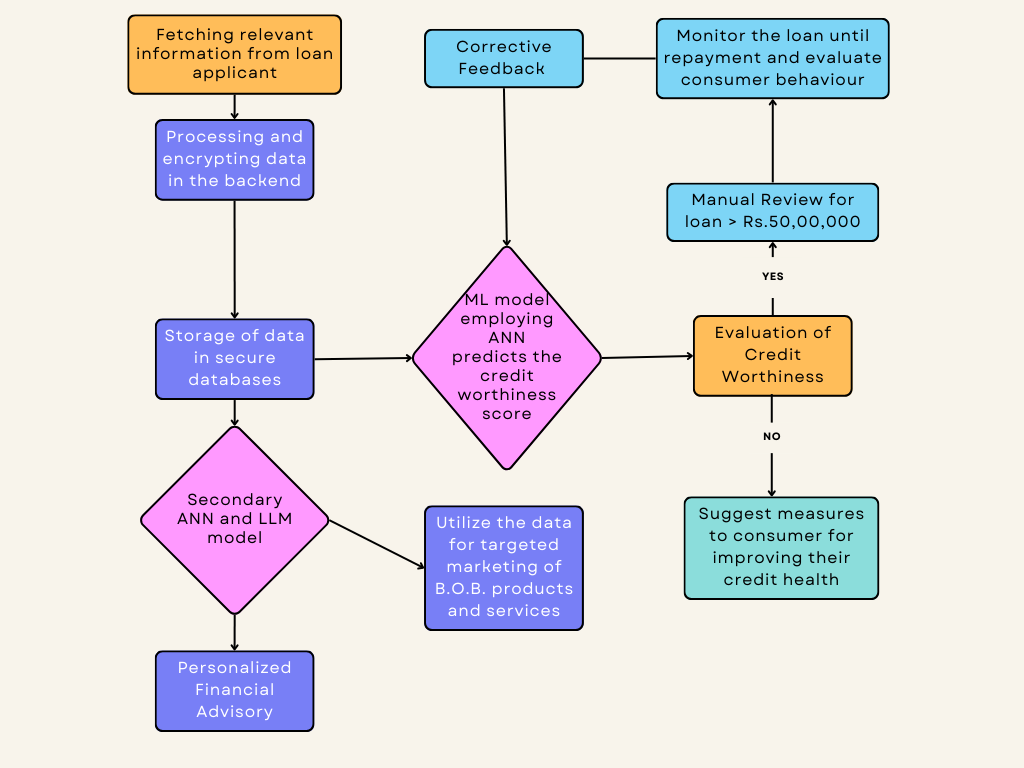 Fetching relevant
information from loan
applicant
Processing and
encrypting data
in the backend
Storage of data
in secure
databases
Secondary
ANN and LLM
model
Personalized
Financial
Advisory
Utilize the data
for targeted
marketing of
B.O.B. products
and services
Corrective
Feedback
ML model
employing
ANN
predicts the
credit
worthiness
score
Monitor the loan until
repayment and evaluate
consumer behaviour
Manual Review for
loan > Rs.50,00,000
YES
Evaluation of
Credit
Worthiness
NO
Suggest measures
to consumer for
improving their
credit health